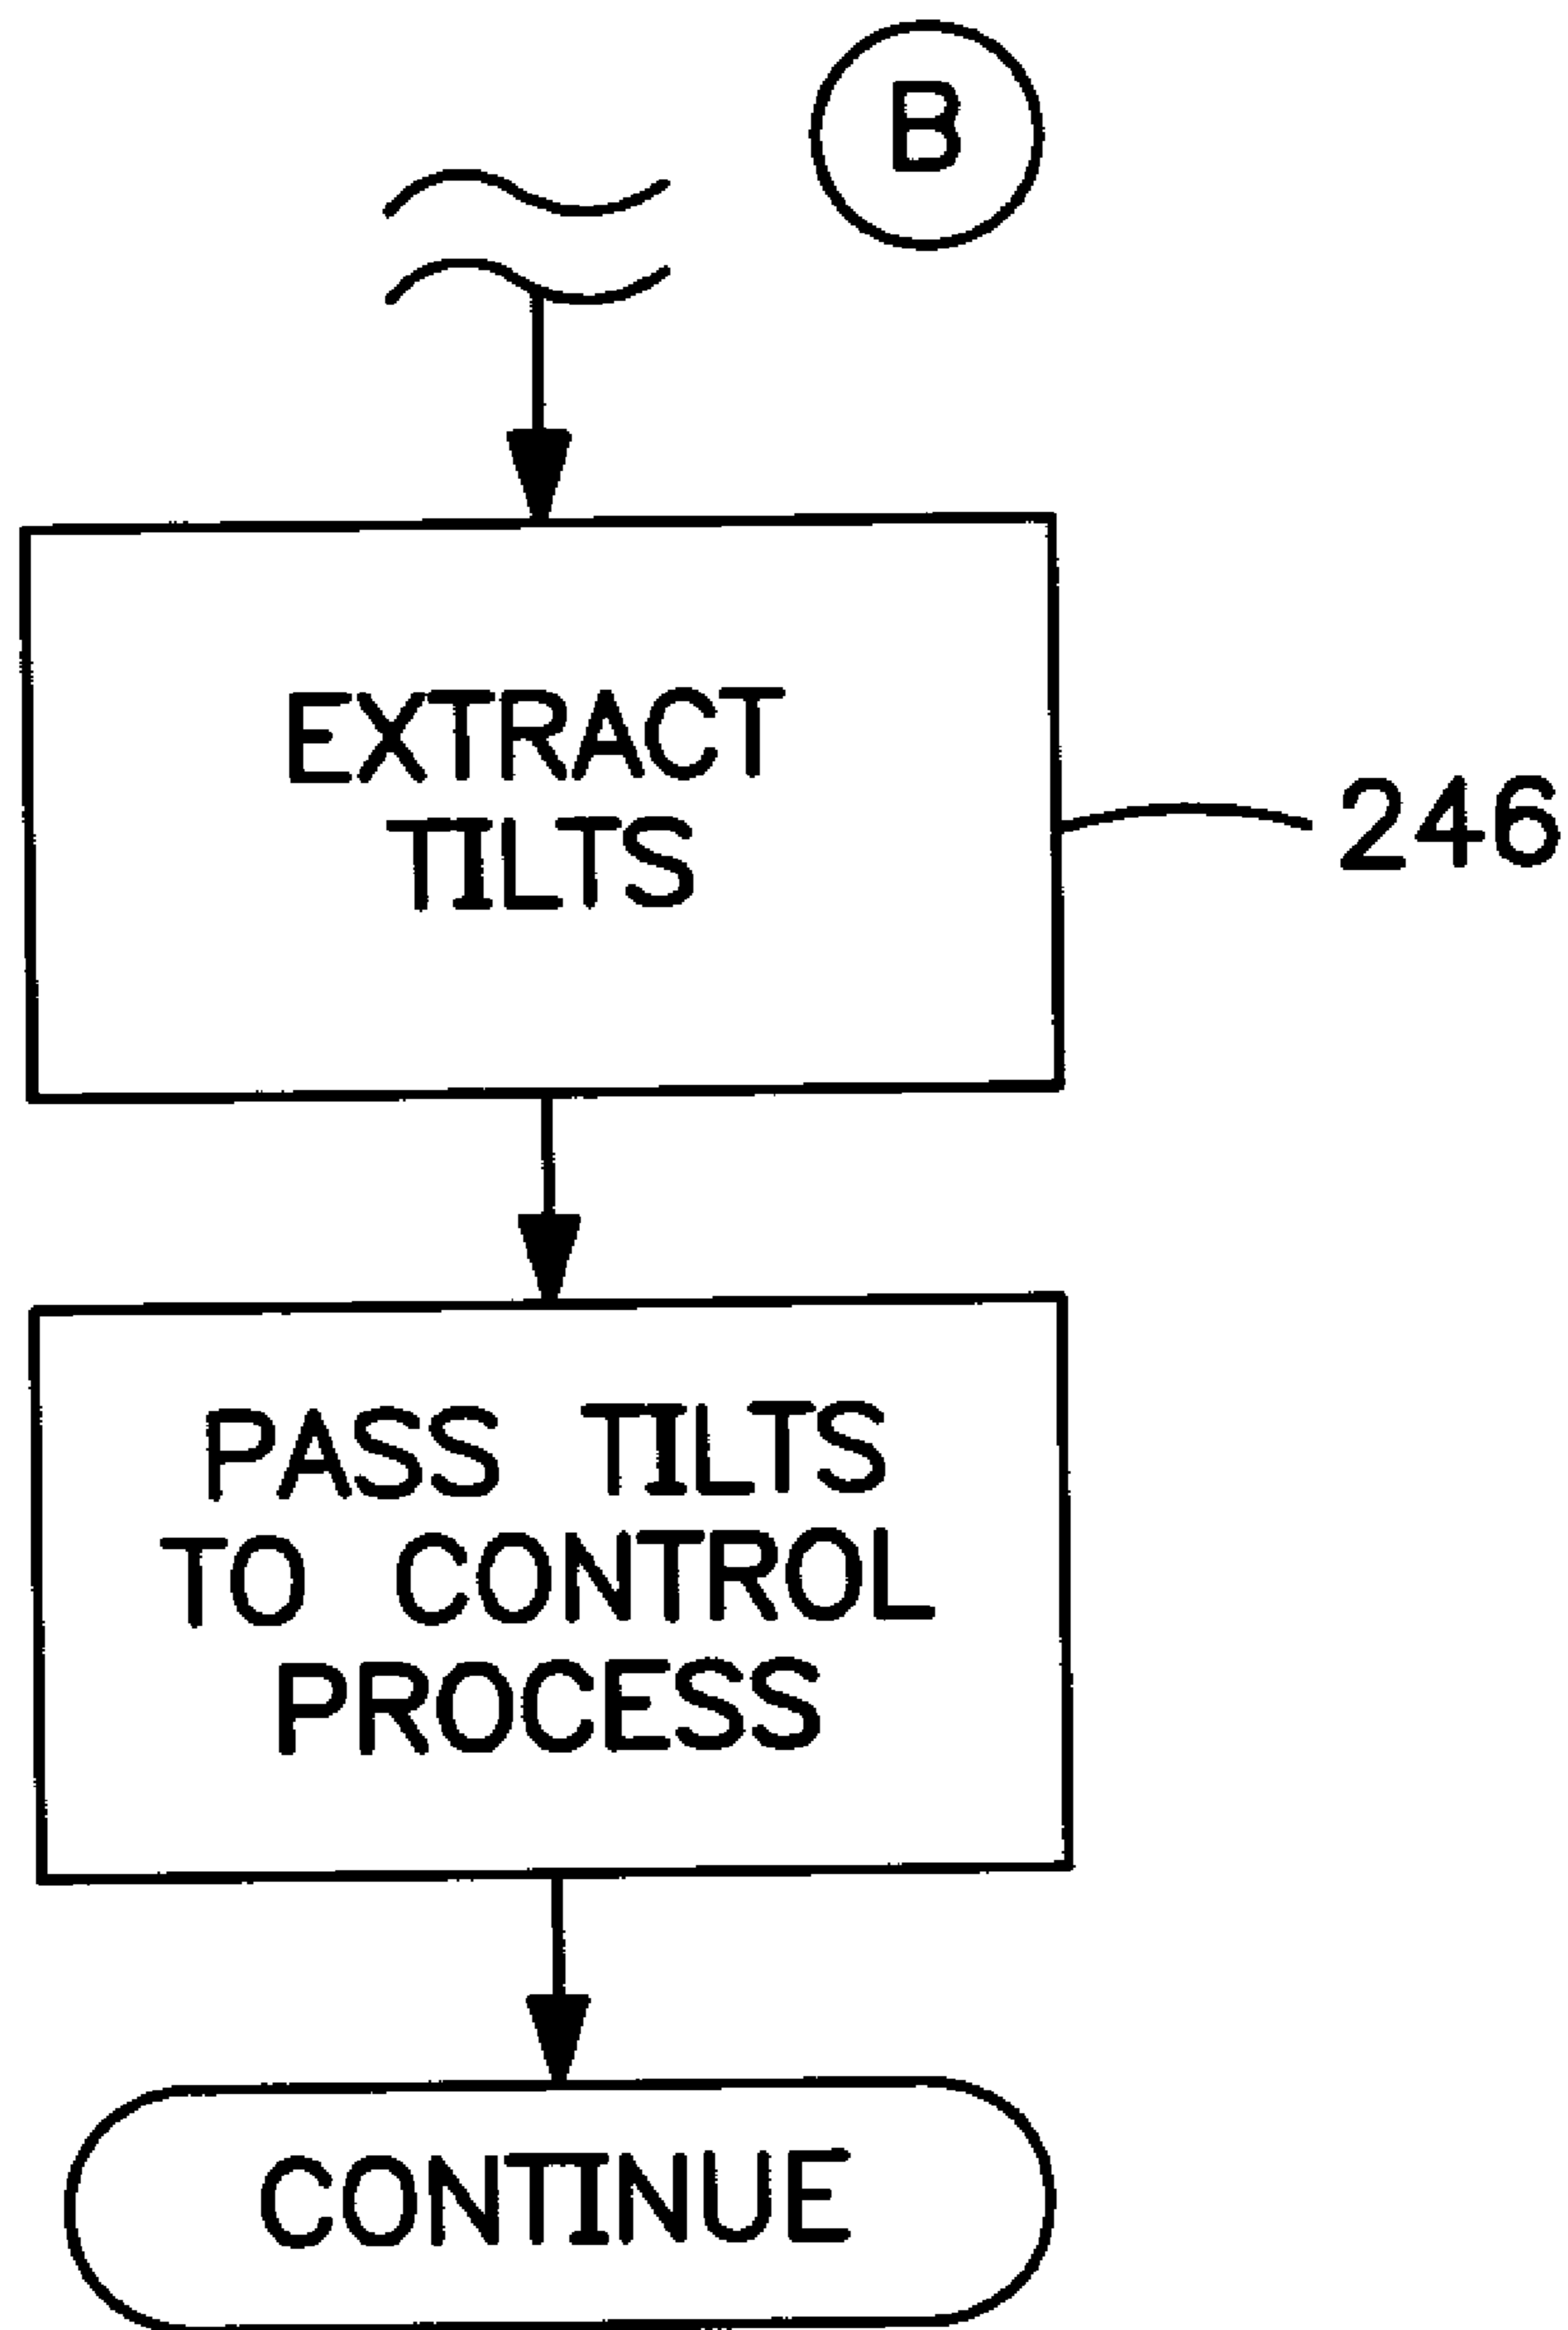 B
EXTRACT
TILTS
246
PASS TILTS
TO CONTROL
PROCESS
CONTINUE